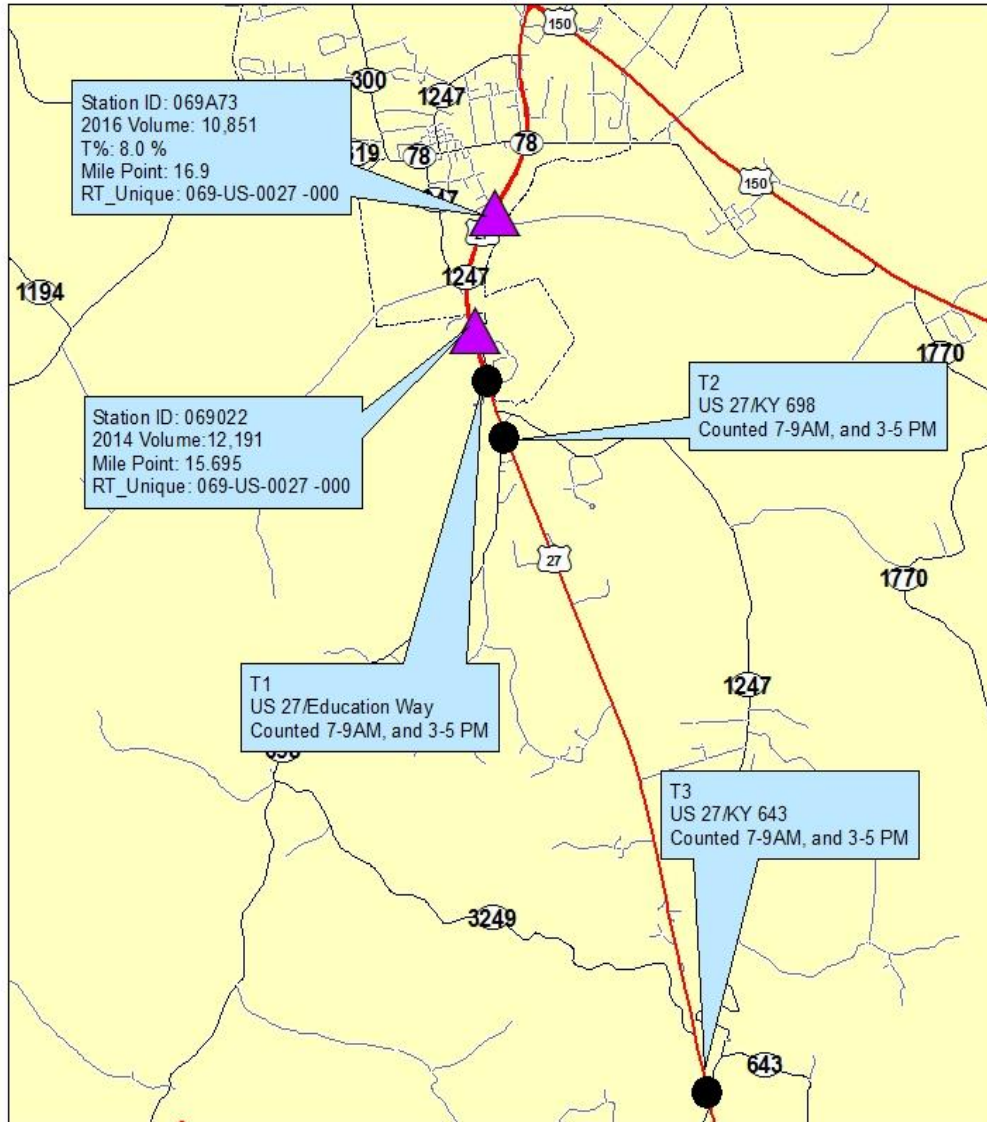 150
300
1247
Station ID: 069A73
2016 Volume: 10,851
T%: 8.0 %
Mile Point: 16.9
RT_Unique: 069-US-0027 -000
78
78
150
1247
1194
1770
Station ID: 069022
2014 Volume:12,191
Mile Point: 15.695
RT_Unique: 069-US-0027 -000
T2
US 27/KY 698
Counted 7-9AM, and 3-5 PM
27
1770
T1
US 27/Education Way
Counted 7-9AM, and 3-5 PM
1247
T3
US 27/KY 643
Counted 7-9AM, and 3-5 PM
3249
643